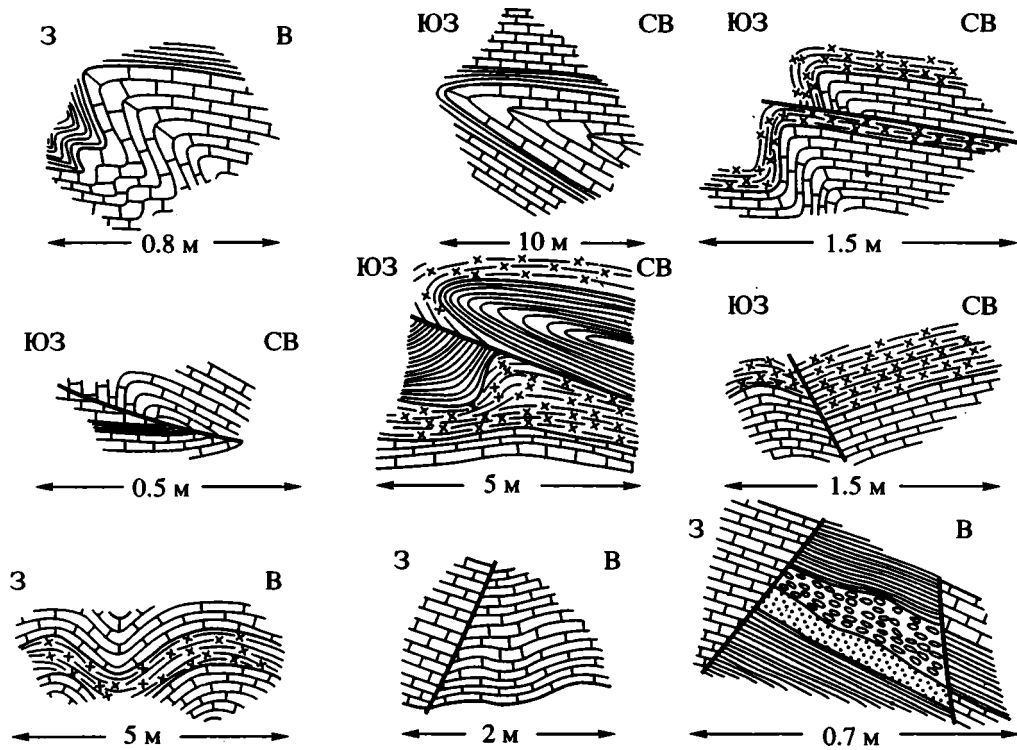 З В
0.8 м
ЮЗ СВ
10 м
ЮЗ СВ
1.5 м
ЮЗ СВ
0.5 м
ЮЗ СВ
5 м
ЮЗ СВ
1.5 м
З В
5 м
З В
2 м
З В
0.7 м